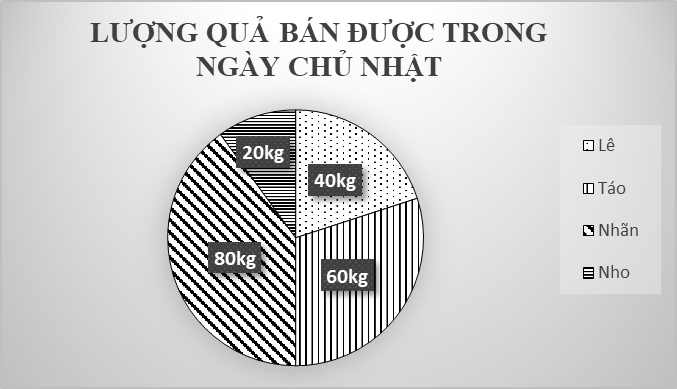 LƯỢNG QUẢ BÁN ĐƯỢC TRONG
NGÀY CHỦ NHẬT
20kg
40kg
80kg
60kg
Lê
Táo
Nhãn
Nho